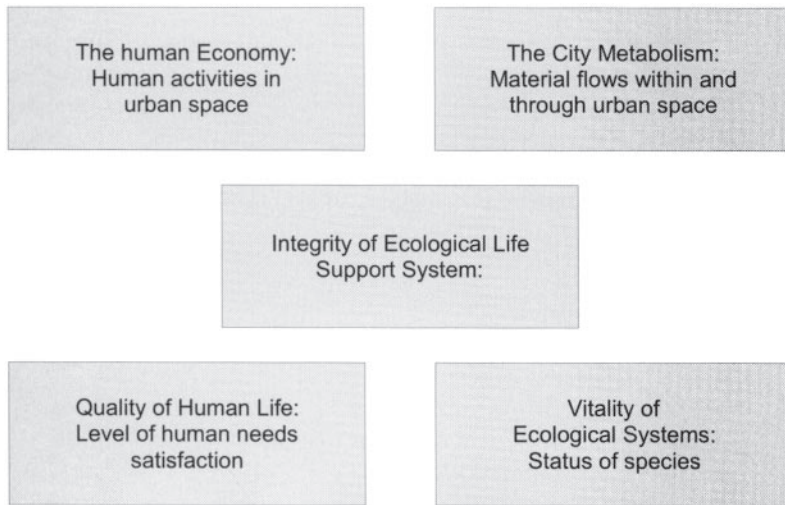 The human Economy:
Human activities in
urban space
The City Metabolism:
Material flows within and
through urban space
Integrity of Ecological Life
Support System:
Quality of Human Life:
Level of human needs
satisfaction
Vitality of
Ecological Systems:
Status of species